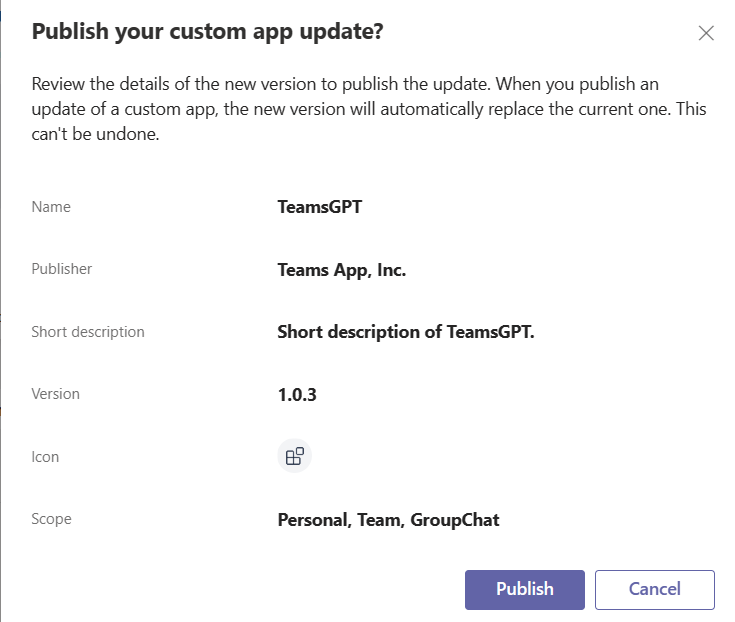 Publish your custom app update?
Review the details of the new version to publish the update. When you publish an
update of a custom app, the new version will automatically replace the current one. This
can't be undone.
Name TeamsGPT
Publisher Teams App, Inc.
Short description Short description of TeamsGPT.
Version 1.0.3
Icon
Scope Personal, Team, GroupChat
Publish Cancel